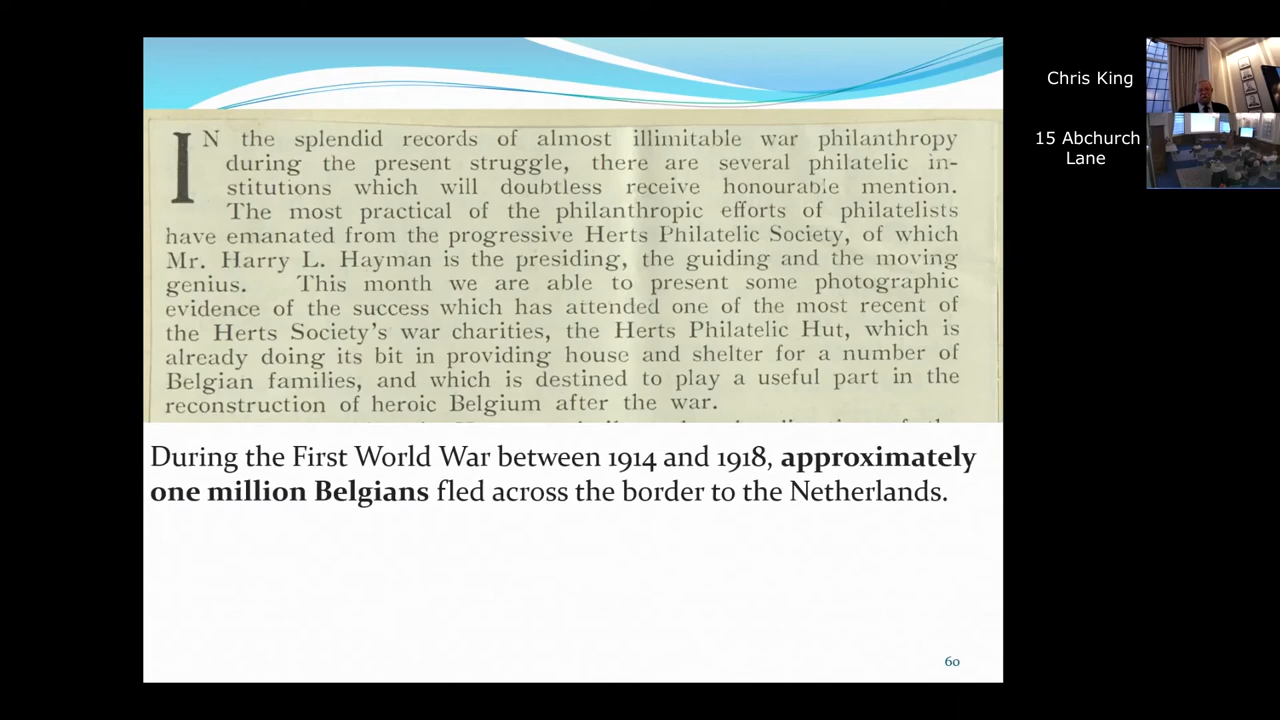 IN the splendid records of almost illimitable war philanthropy
during the present struggle, there are several philatelic in-
stitutions which will doubtless receive honourable mention.
The most practical of the philanthropic efforts of philatelists
have emanated from the progressive Herts Philatelic Society, of which
Mr. Harry L. Hayman is the presiding, the guiding and the moving
genius. This month we are able to present some photographic
evidence of the success which has attended one of the most recent of
the Herts Society's war charities, the Herts Philatelic Hut, which is
already doing its bit in providing house and shelter for a number of
Belgian families, and which is destined to play a useful part in the
reconstruction of heroic Belgium after the war.
During the First World War between 1914 and 1918, approximately
one million Belgians fled across the border to the Netherlands.
60
Chris King
15 Abchurch
Lane